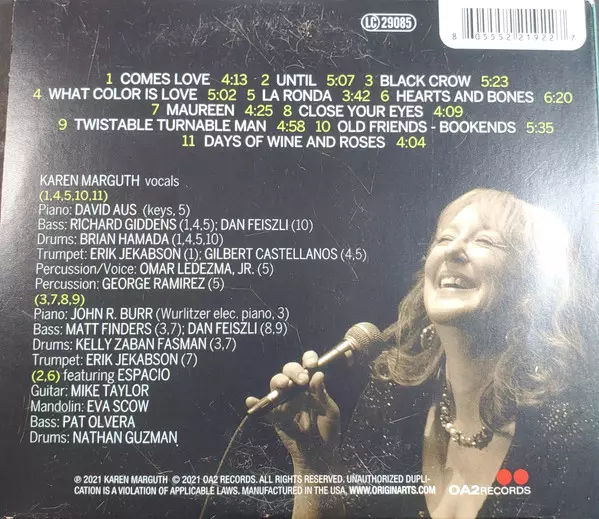 LC 29085
8 05552 21922 7
1 COMES LOVE 4:13 · 2 UNTIL 5:07 3 BLACK CROW 5:23
4 WHAT COLOR IS LOVE 5:02 5 LA RONDA 3:42 6 HEARTS AND BONES 6:20
7 MAUREEN 4:25 8 CLOSE YOUR EYES 4:09
9 TWISTABLE TURNABLE MAN 4:58 10 OLD FRIENDS - BOOKENDS 5:35
11 DAYS OF WINE AND ROSES 4:04
KAREN MARGUTH vocals
(1,4,5,10,11)
Piano: DAVID AUS (keys, 5)
Bass: RICHARD GIDDENS (1,4,5); DAN FEISZLI (10)
Drums: BRIAN HAMADA (1,4,5,10)
Trumpet: ERIK JEKABSON (1); GILBERT CASTELLANOS (4,5)
Percussion/Voice: OMAR LEDEZMA, JR. (5)
Percussion: GEORGE RAMIREZ (5)
(3,7,8,9)
Piano: JOHN R. BURR (Wurlitzer elec. piano, 3)
Bass: MATT FINDERS (3,7); DAN FEISZLI (8,9)
Drums: KELLY ZABAN FASMAN (3,7)
Trumpet: ERIK JEKABSON (7)
(2,6) featuring ESPACIO
Guitar: MIKE TAYLOR
Mandolin: EVA SCOW
Bass: PAT OLVERA
Drums: NATHAN GUZMAN
℗ 2021 KAREN MARGUTH © 2021 OA2 RECORDS. ALL RIGHTS RESERVED. UNAUTHORIZED DUPLI-
CATION IS A VIOLATION OF APPLICABLE LAWS. MANUFACTURED IN THE USA, WWW.ORIGINARTS.COM
OA2RECORDS